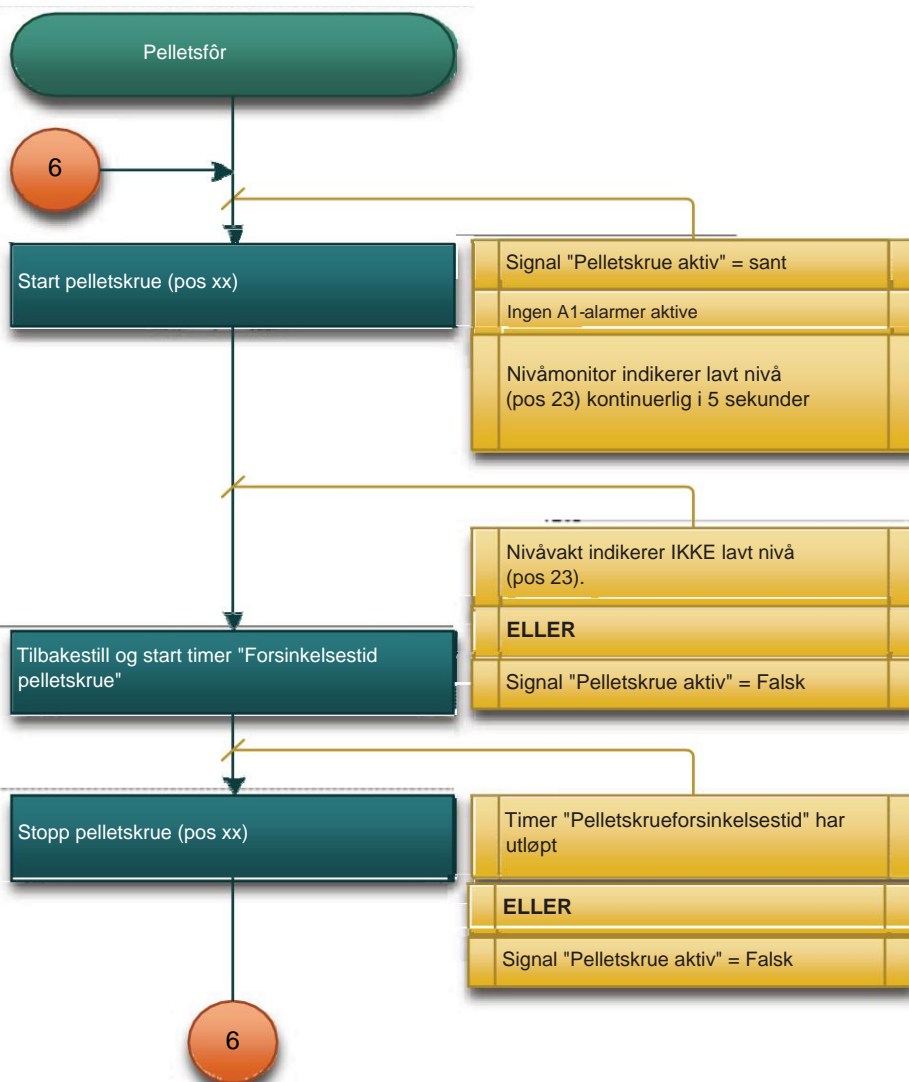 Pelletsfôr
6
Start pelletskrue (pos xx)
Signal "Pelletskrue aktiv" = sant
Ingen A1-alarmer aktive
Nivåmonitor indikerer lavt nivå
(pos 23) kontinuerlig i 5 sekunder
Nivåvakt indikerer IKKE lavt nivå
(pos 23).
ELLER
Signal "Pelletskrue aktiv" = Falsk
Tilbakestill og start timer "Forsinkelsestid
pelletskrue"
Stopp pelletskrue (pos xx)
Timer "Pelletskrueforsinkelsestid" har
utløpt
ELLER
Signal "Pelletskrue aktiv" = Falsk
6